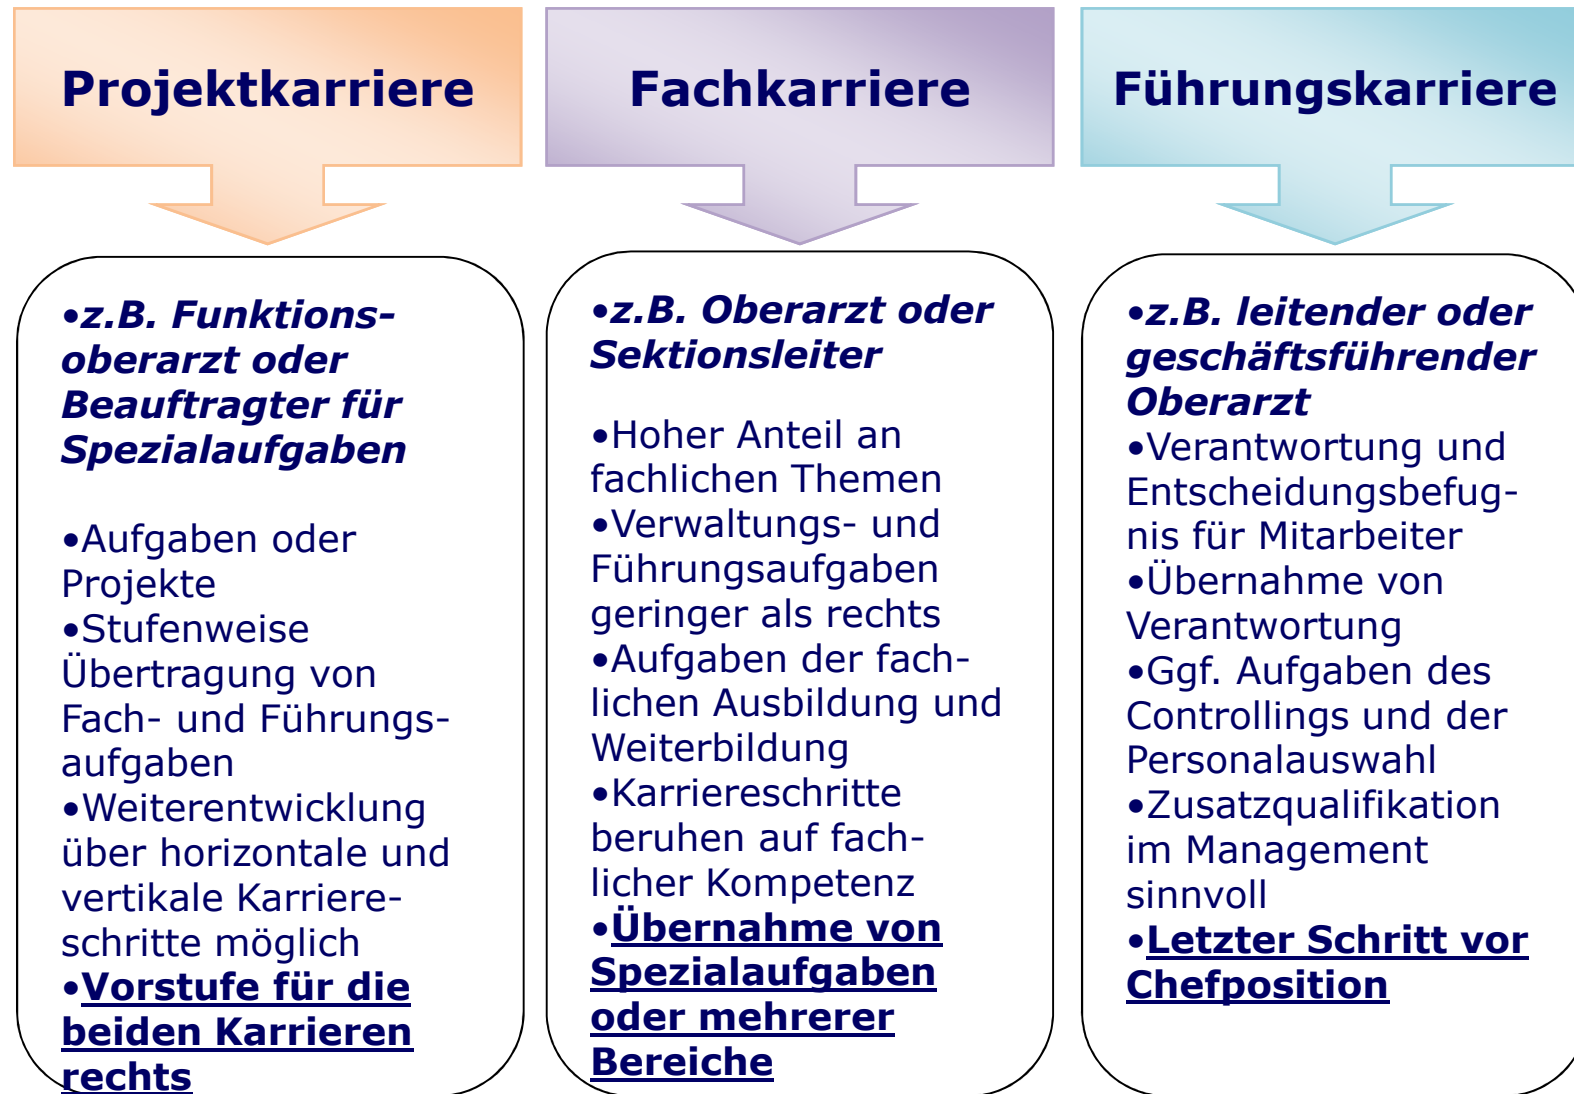 Projektkarriere
•z.B. Funktions-
oberarzt oder
Beauftragter für
Spezialaufgaben
•Aufgaben oder
Projekte
•Stufenweise
Übertragung von
Fach- und Führungs-
aufgaben
•Weiterentwicklung
über horizontale und
vertikale Karriere-
schritte möglich
•Vorstufe für die
beiden Karrieren
rechts
Fachkarriere
•z.B. Oberarzt oder
Sektionsleiter
•Hoher Anteil an
fachlichen Themen
•Verwaltungs- und
Führungsaufgaben
geringer als rechts
•Aufgaben der fach-
lichen Ausbildung und
Weiterbildung
•Karriereschritte
beruhen auf fach-
licher Kompetenz
•Übernahme von
Spezialaufgaben
oder mehrerer
Bereiche
Führungskarriere
•z.B. leitender oder
geschäftsführender
Oberarzt
•Verantwortung und
Entscheidungsbefug-
nis für Mitarbeiter
•Übernahme von
Verantwortung
•Ggf. Aufgaben des
Controllings und der
Personalauswahl
•Zusatzqualifikation
im Management
sinnvoll
•Letzter Schritt vor
Chefposition